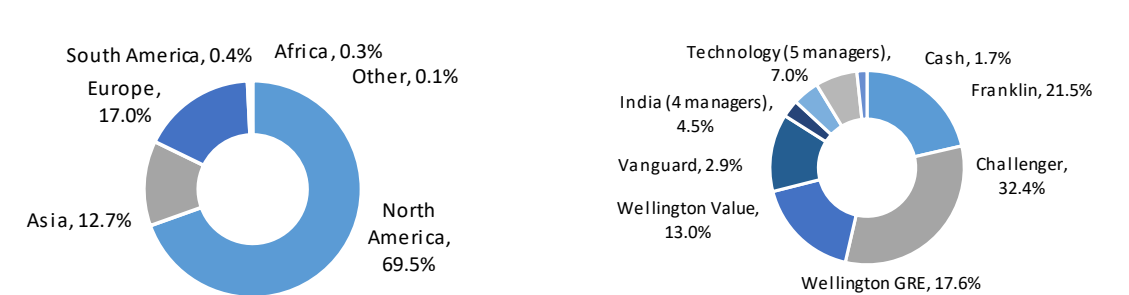 South America, 0.4%
Africa, 0.3%
Other, 0.1%
Europe,
17.0%
Asia, 12.7%
North
America,
69.5%
Technology (5 managers),
7.0%
Cash, 1.7%
Franklin, 21.5%
India (4 managers),
4.5%
Vanguard, 2.9%
Challenger,
32.4%
Wellington Value,
13.0%
Wellington GRE, 17.6%